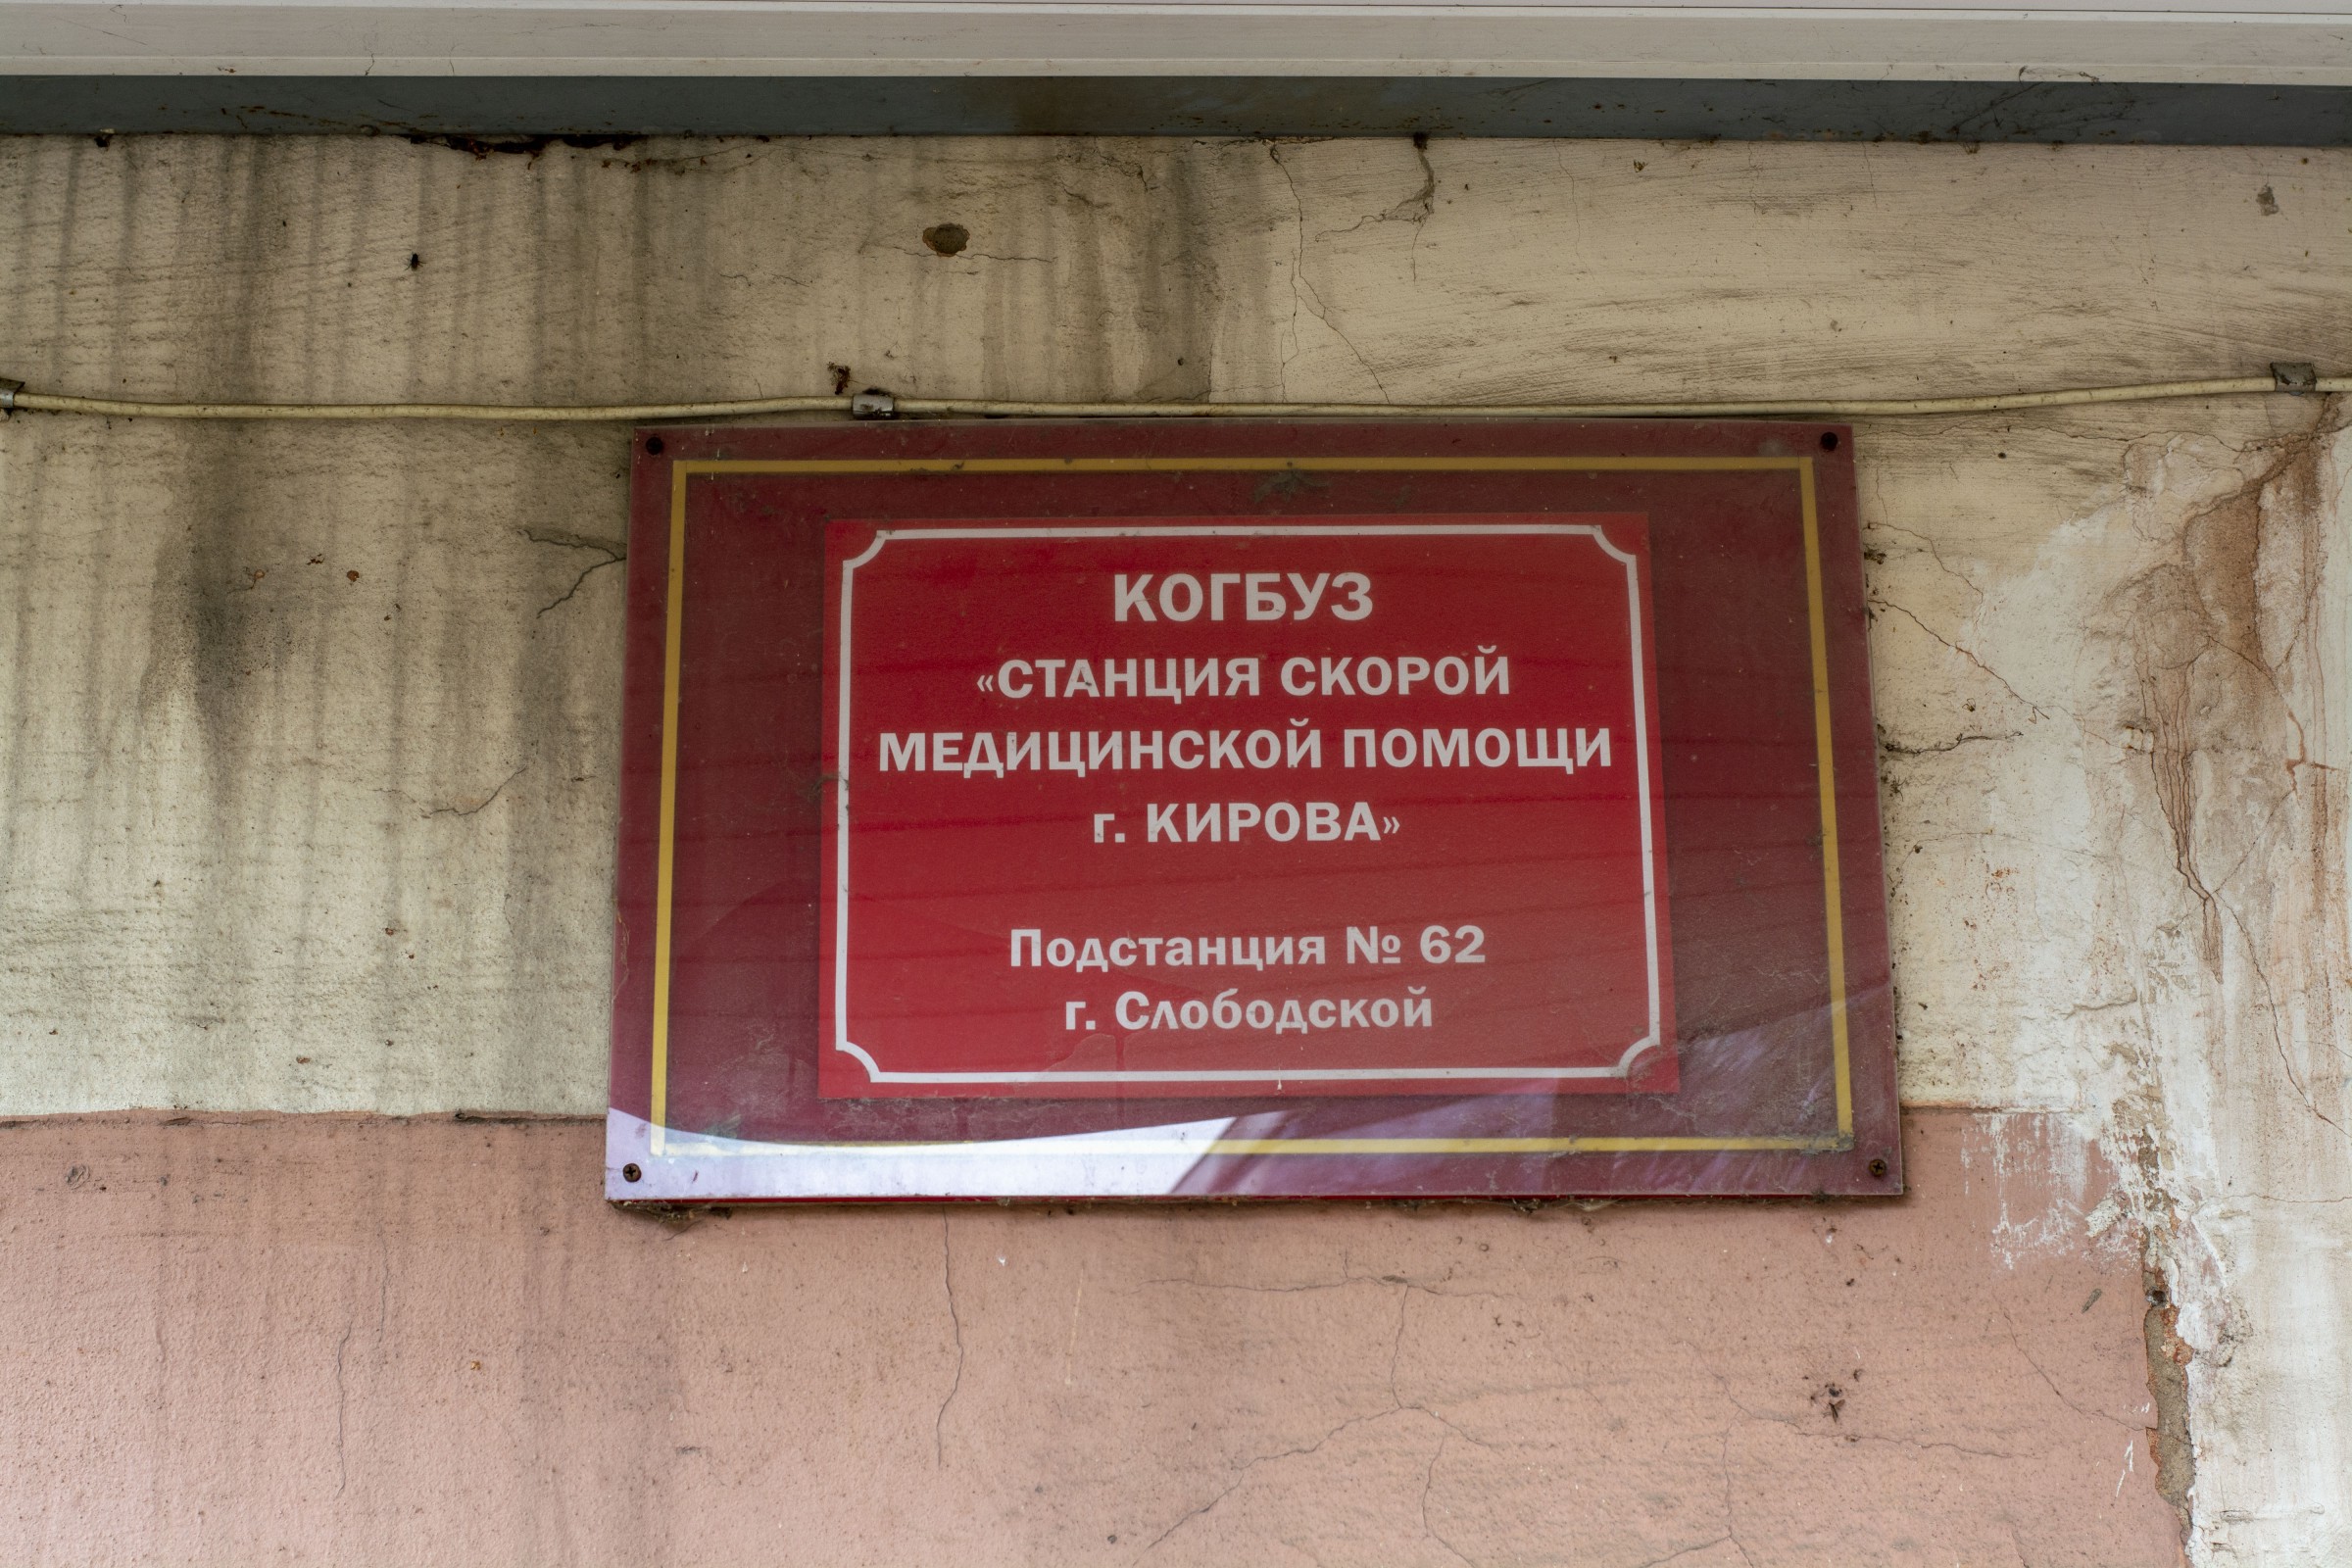 КОГБУЗ
«СТАНЦИЯ СКОРОЙ
МЕДИЦИНСКОЙ ПОМОЩИ
г. КИРОВА»
Подстанция № 62
г. Слободской